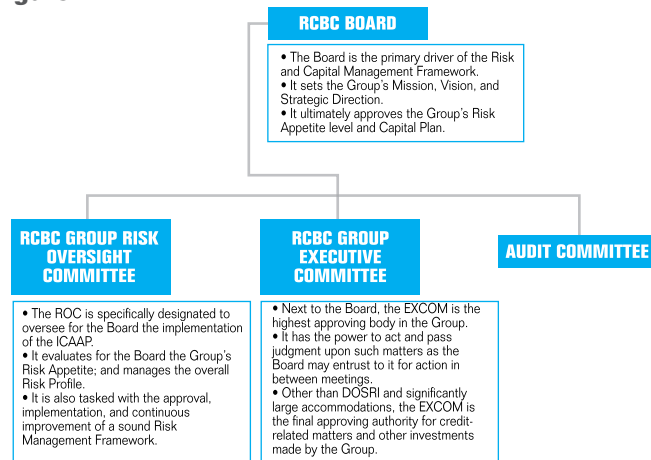 RCBC BOARD
• The Board is the primary driver of the Risk
and Capital Management Framework.
• It sets the Group's Mission, Vision, and
Strategic Direction.
• It ultimately approves the Group's Risk
Appetite level and Capital Plan.
RCBC GROUP RISK
OVERSIGHT
COMMITTEE
• The ROC is specifically designated to
oversee for the Board the implementation
of the ICAAP.
• It evaluates for the Board the Group's
Risk Appetite; and manages the overall
Risk Profile.
• It is also tasked with the approval,
implementation, and continuous
improvement of a sound Risk
Management Framework.
RCBC GROUP
EXECUTIVE
COMMITTEE
• Next to the Board, the EXCOM is the
highest approving body in the Group.
• It has the power to act and pass
judgment upon such matters as the
Board may entrust to it for action in
between meetings.
• Other than DOSRI and significantly
large accommodations, the EXCOM is
the final approving authority for credit-
related matters and other investments
made by the Group.
AUDIT COMMITTEE